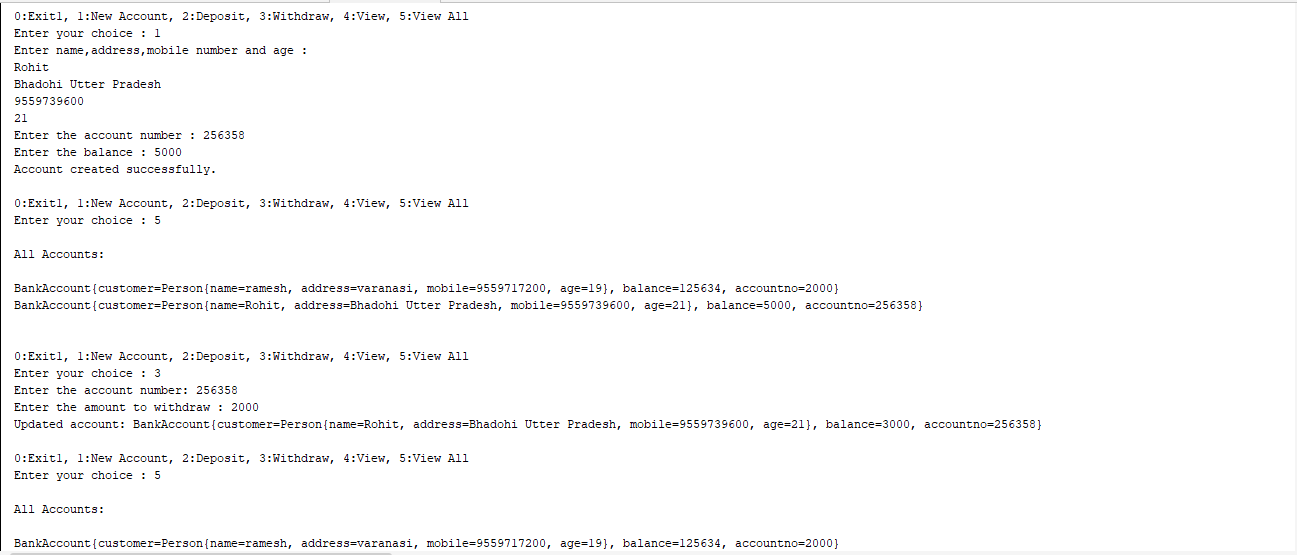 0:Exit1, 1:New Account, 2:Deposit, 3:Withdraw, 4:View, 5:View All
Enter your choice : 1
Enter name,address,mobile number and age :
Rohit
Bhadohi Utter Pradesh
9559739600
21
Enter the account number : 256358
Enter the balance : 5000
Account created successfully.
0:Exit1, 1:New Account, 2:Deposit, 3:Withdraw, 4:View, 5:View All
Enter your choice : 5
All Accounts:
BankAccount{customer=Person{name=ramesh, address=varanasi, mobile=9559717200, age=19}, balance=125634, accountno=2000}
BankAccount{customer=Person{name=Rohit, address=Bhadohi Utter Pradesh, mobile=9559739600, age=21}, balance=5000, accountno=256358}
0:Exit1, 1:New Account, 2:Deposit, 3:Withdraw, 4:View, 5:View All
Enter your choice : 3
Enter the account number: 256358
Enter the amount to withdraw : 2000
Updated account: BankAccount{customer=Person{name=Rohit, address=Bhadohi Utter Pradesh, mobile=9559739600, age=21}, balance=3000, accountno=256358}
0:Exit1, 1:New Account, 2:Deposit, 3:Withdraw, 4:View, 5:View All
Enter your choice : 5
All Accounts:
BankAccount{customer=Person{name=ramesh, address=varanasi, mobile=9559717200, age=19}, balance=125634, accountno=2000}